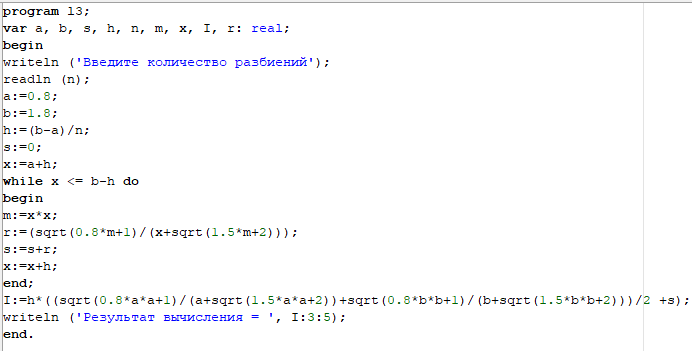 program l3;
var a, b, s, h, n, m, x, I, r: real;
begin
writeln ('Введите количество разбиений');
readln (n);
a:=0.8;
b:=1.8;
h:=(b-a)/n;
s:=0;
x:=a+h;
while x <= b-h do
begin
m:=x*x;
r:=(sqrt(0.8*m+1)/(x+sqrt(1.5*m+2)));
s:=s+r;
x:=x+h;
end;
I:=h*((sqrt(0.8*a*a+1)/(a+sqrt(1.5*a*a+2))+sqrt(0.8*b*b+1)/(b+sqrt(1.5*b*b+2)))/2 +s);
writeln ('Результат вычисления = ', I:3:5);
end.